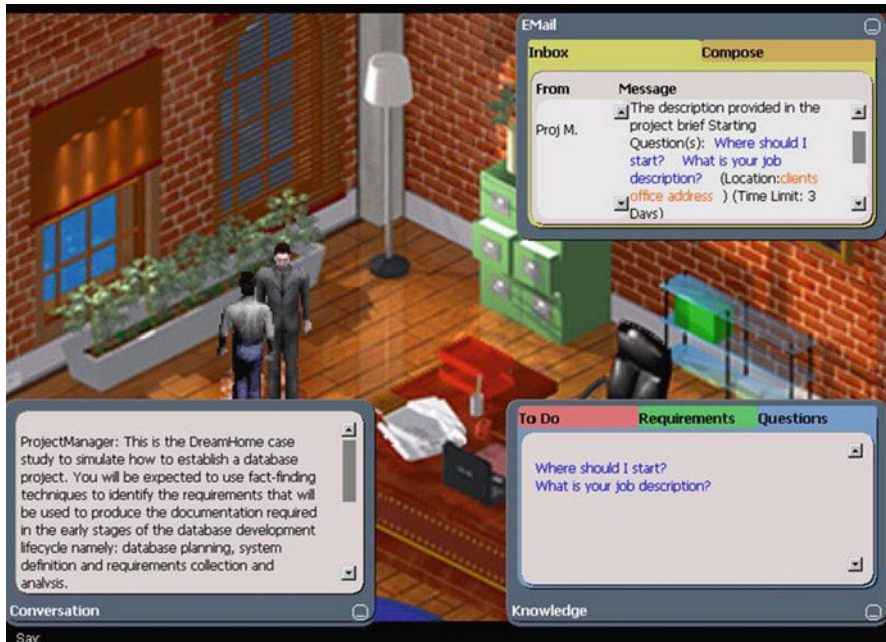 EMail
Inbox Compose
From Message
Proj M.
The description provided in the
project brief Starting
Question(s): Where should I
start? What is your job
description? (Location:clients
office address ) (Time Limit: 3
Days)
ProjectManager: This is the DreamHome case
study to simulate how to establish a database
project. You will be expected to use fact-finding
techniques to identify the requirements that will
be used to produce the documentation required
in the early stages of the database development
lifecycle namely: database planning, system
definition and requirements collection and
analysis.
Conversation
To Do Requirements Questions
Where should I start?
What is your job description?
Knowledge
Say: